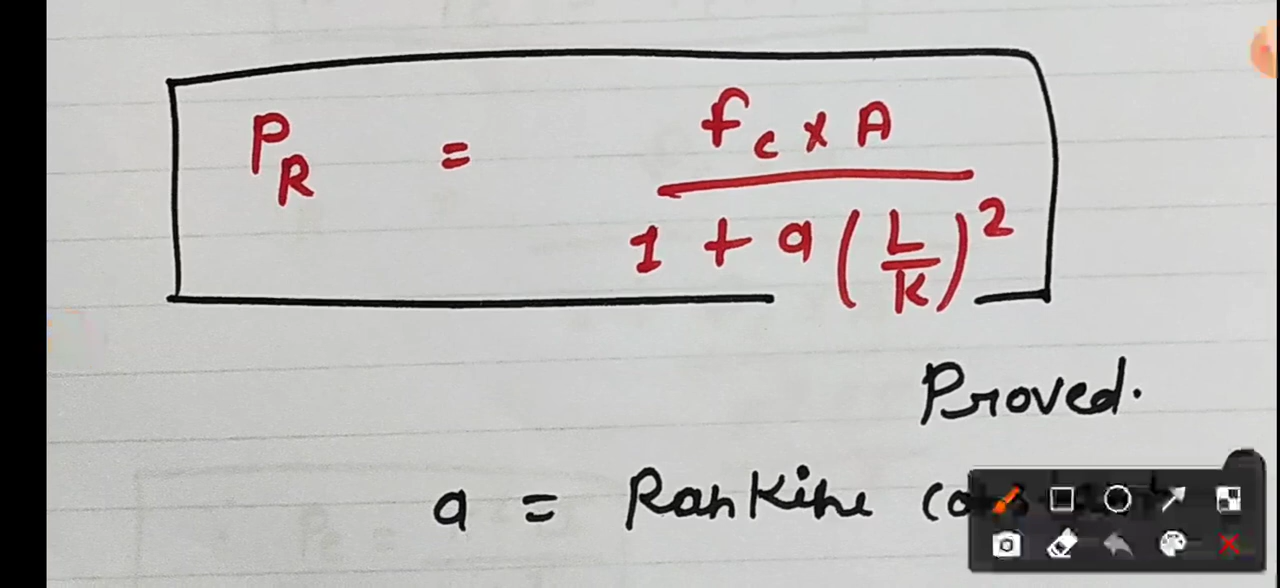 P_R = (f_c x A) / (1 + a (L/K)^2)
Proved.
a = Rankine